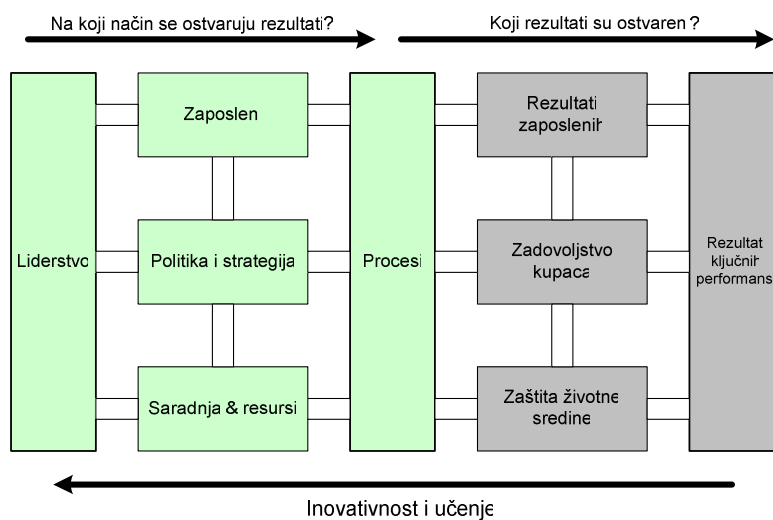 Na koji način se ostvaruju rezultati?
Koji rezultati su ostvaren ?
Zaposlen
Rezultati
zaposlenih
Liderstvo
Politika i strategija
Procesi
Zadovoljstvo
kupaca
Rezultat
ključnih
performans
Saradnja & resursi
Zaštita životne
sredine
Inovativnost i učenje